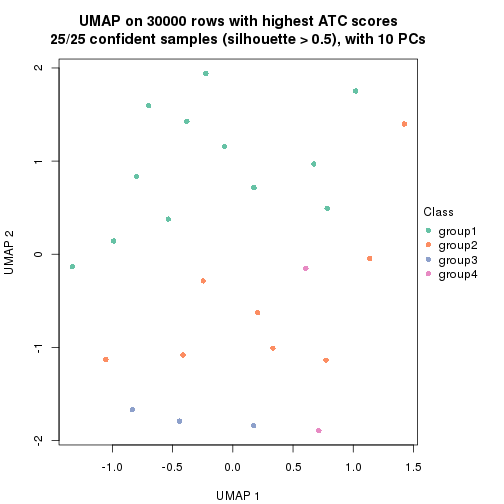 UMAP on 30000 rows with highest ATC scores
25/25 confident samples (silhouette > 0.5), with 10 PCs
2
1
0
-1
-2
UMAP 2
-1.0 -0.5 0.0 0.5 1.0 1.5
UMAP 1
Class
group1
group2
group3
group4